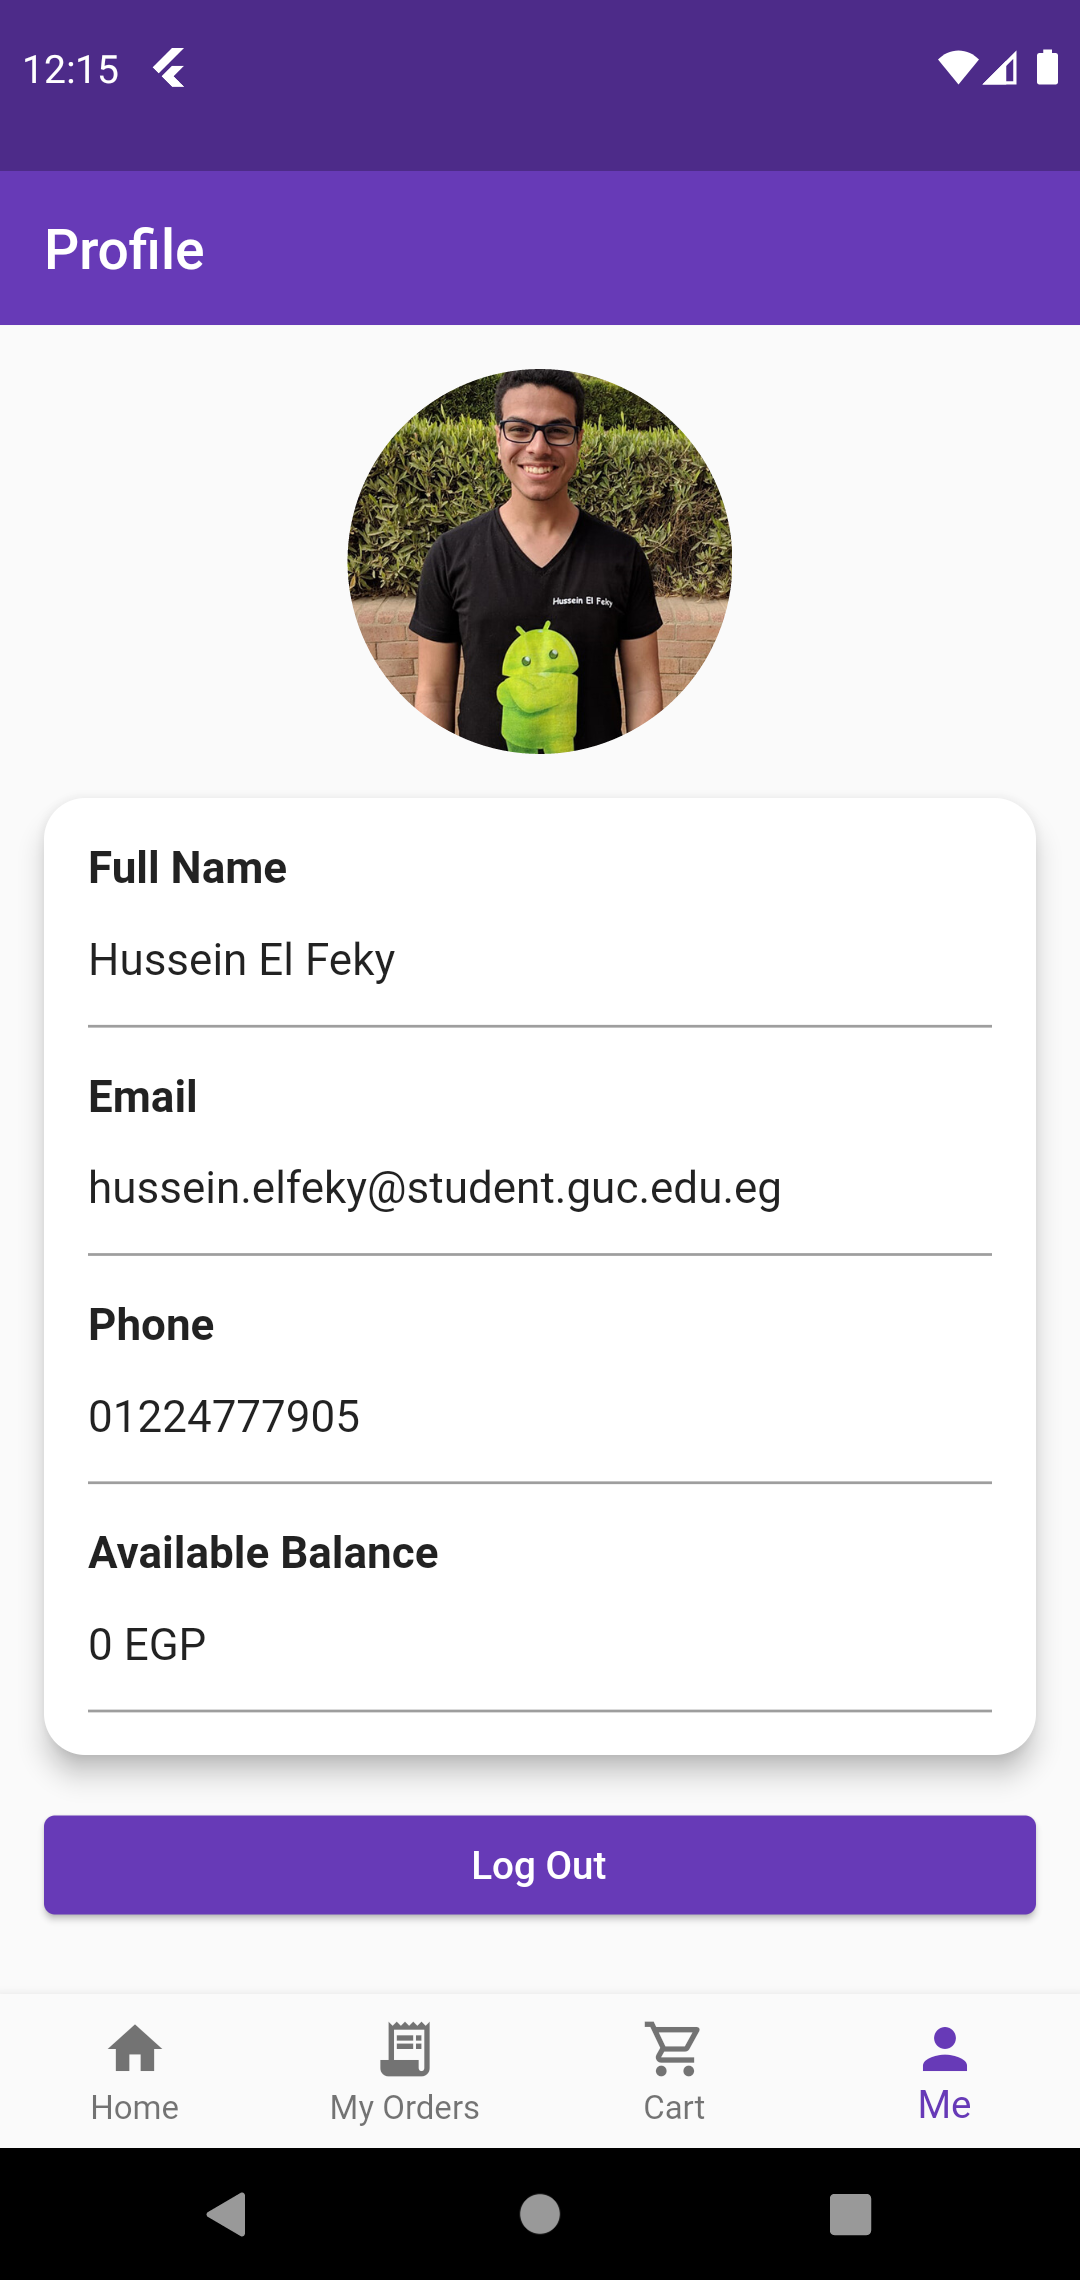 12:15
Profile
Hussein El Feky
Full Name
Hussein El Feky
Email
hussein.elfeky@student.guc.edu.eg
Phone
01224777905
Available Balance
0 EGP
Log Out
Home
My Orders
Cart
Me